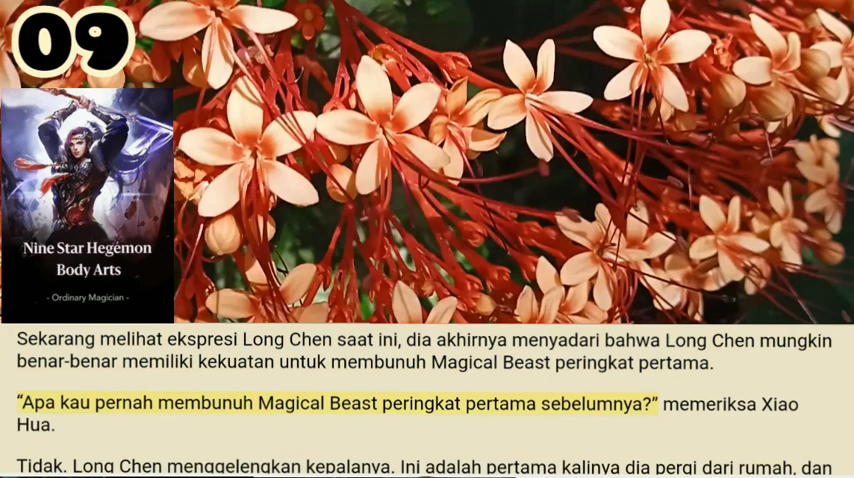 09
Nine Star Hegemon
Body Arts
- Ordinary Magician -
Sekarang melihat ekspresi Long Chen saat ini, dia akhirnya menyadari bahwa Long Chen mungkin
benar-benar memiliki kekuatan untuk membunuh Magical Beast peringkat pertama.
“Apa kau pernah membunuh Magical Beast peringkat pertama sebelumnya?” memeriksa Xiao
Hua.
Tidak. Long Chen menggelengkan kepalanya. Ini adalah pertama kalinya dia pergi dari rumah, dan